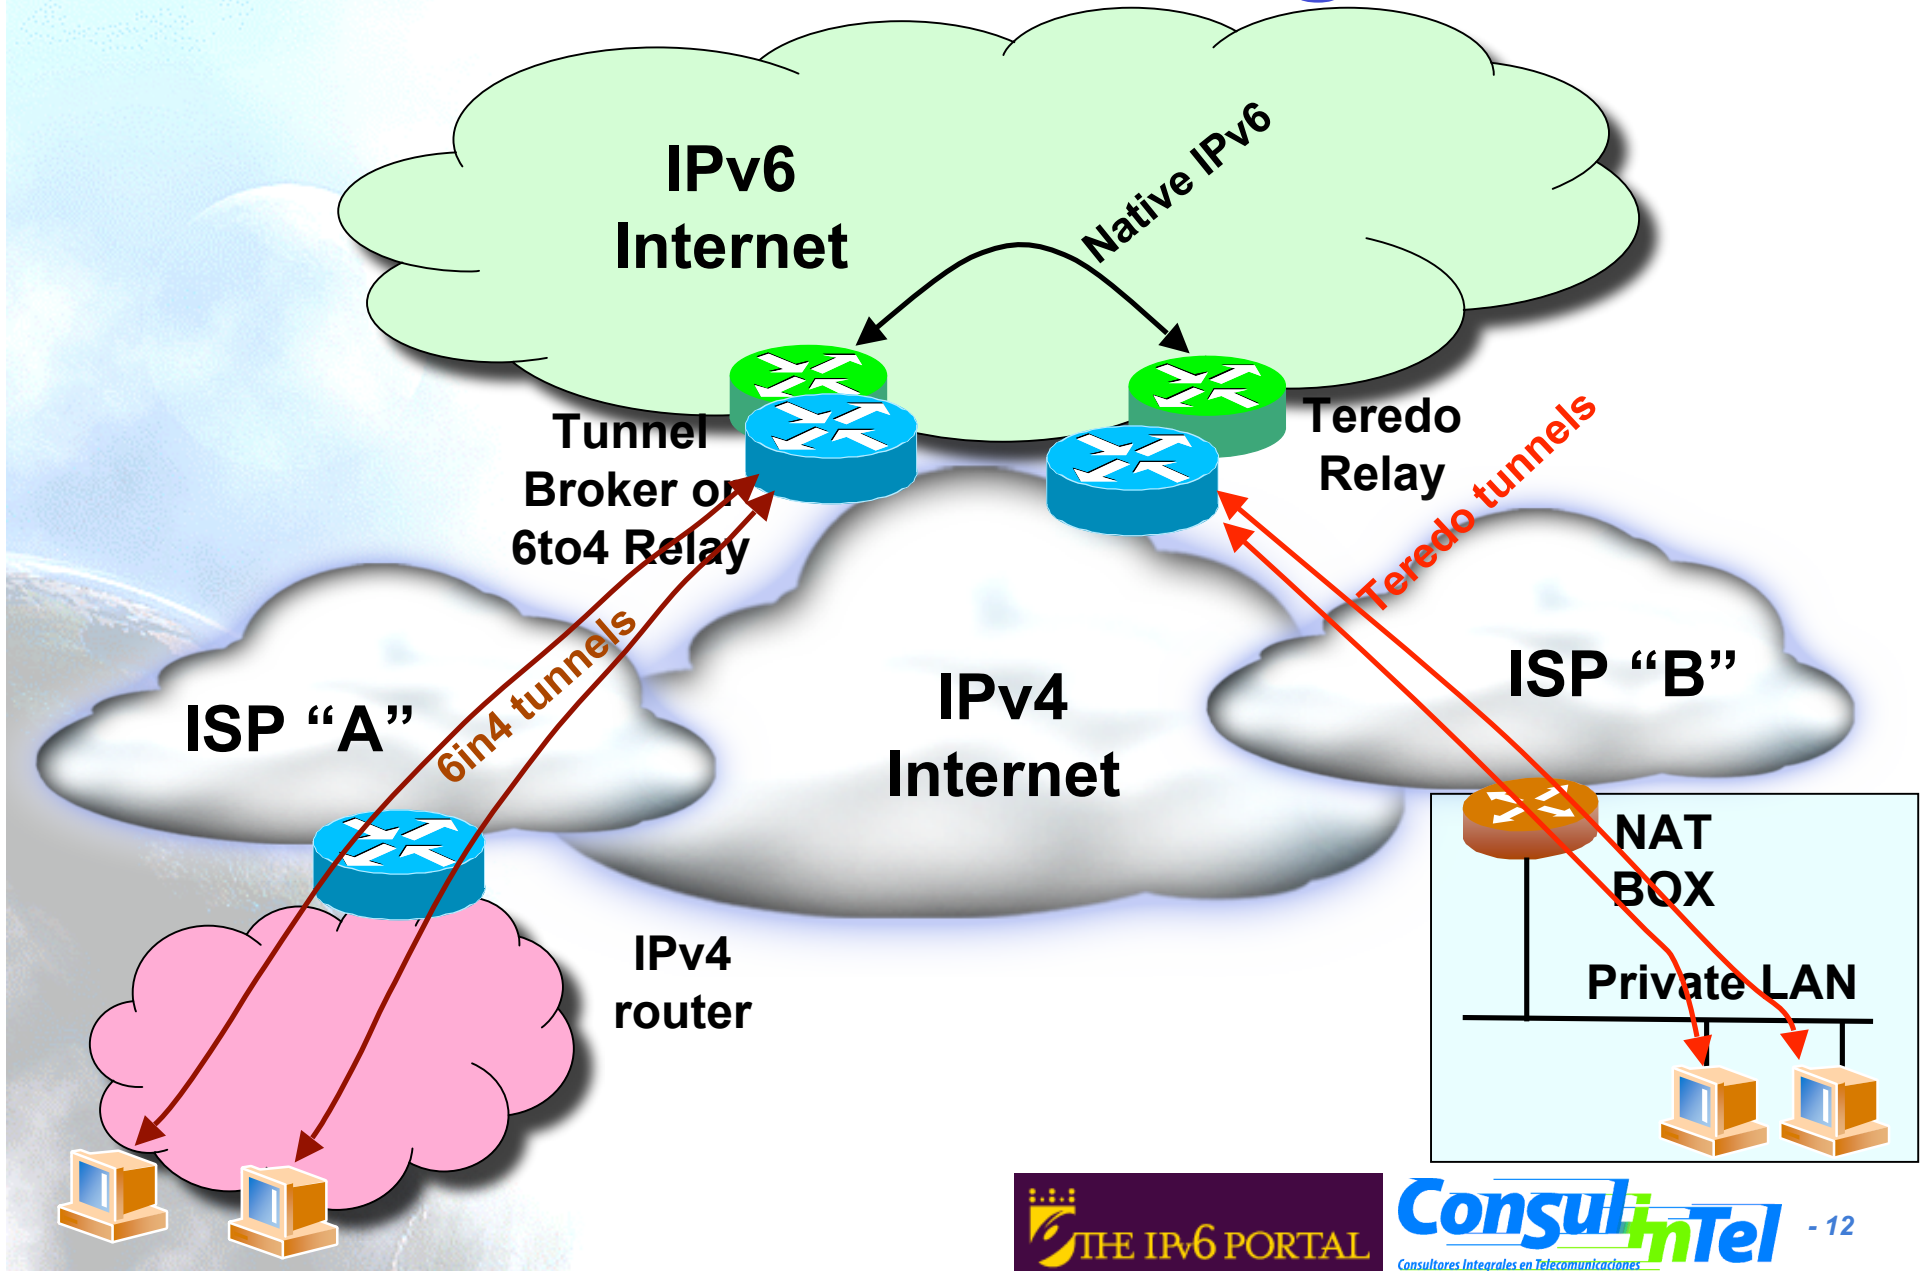 IPv6
Internet
Native IPv6
Tunnel
Broker or
6to4 Relay
Teredo
Relay
Teredo tunnels
6in4 tunnels
ISP “A”
IPv4
Internet
ISP “B”
NAT
BOX
IPv4
router
Private LAN
THE IPv6 PORTAL
ConsulinTel
Consultores Integrales en Telecomunicaciones
- 12